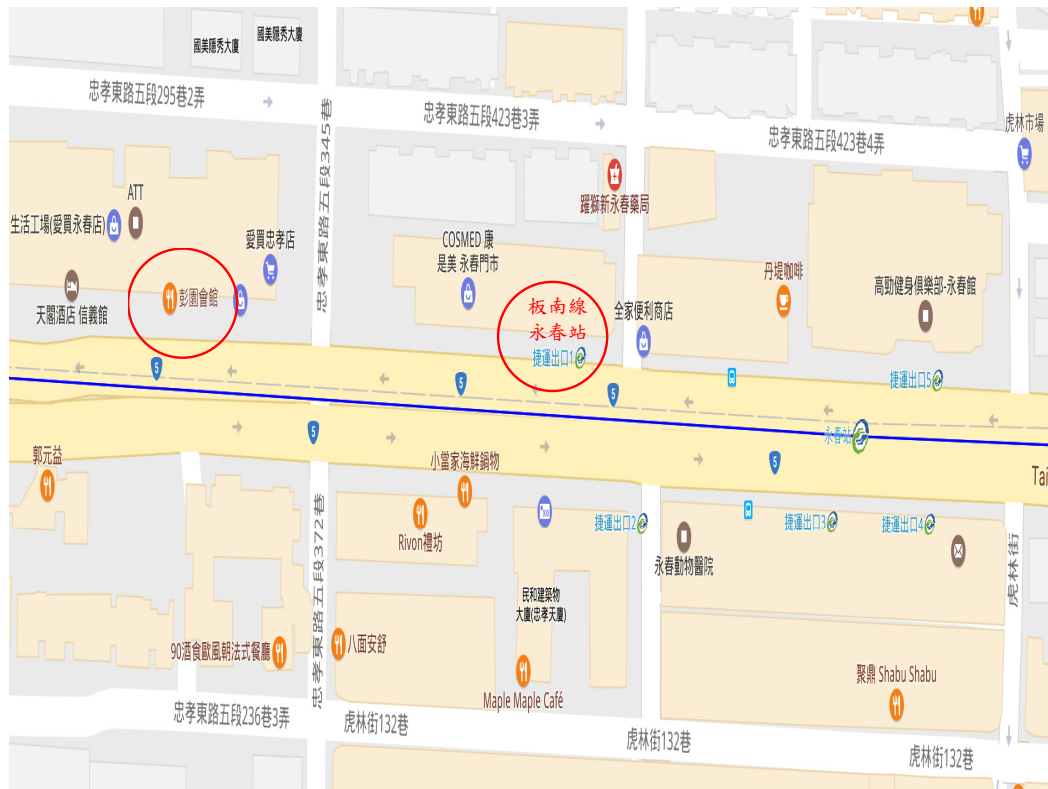 國美隱秀大廈
國美隱秀大廈
忠孝東路五段295巷2弄
忠孝東路五段345巷
忠孝東路五段423巷3弄
忠孝東路五段423巷4弄
虎林市場
躍獅新永春藥局
ATT
生活工場(愛買永春店)
愛買忠孝店
彭園會館
天閣酒店 信義館
COSMED 康
是美 永春門市
板南線
永春站
捷運出口1
全家便利商店
丹堤咖啡
高勁健身俱樂部-永春館
捷運出口5
5
5
5
永春站
5
5
郭元益
小當家海鮮鍋物
Tai
Rivon禮坊
忠孝東路五段372巷
100
捷運出口2
捷運出口3
捷運出口4
永春動物醫院
虎林街
民和建築物
大廈(忠孝天廈)
90酒食歐風朝法式餐廳
八面安舒
Maple Maple Café
聚鼎 Shabu Shabu
忠孝東路五段236巷3弄
虎林街132巷
虎林街132巷
虎林街132巷